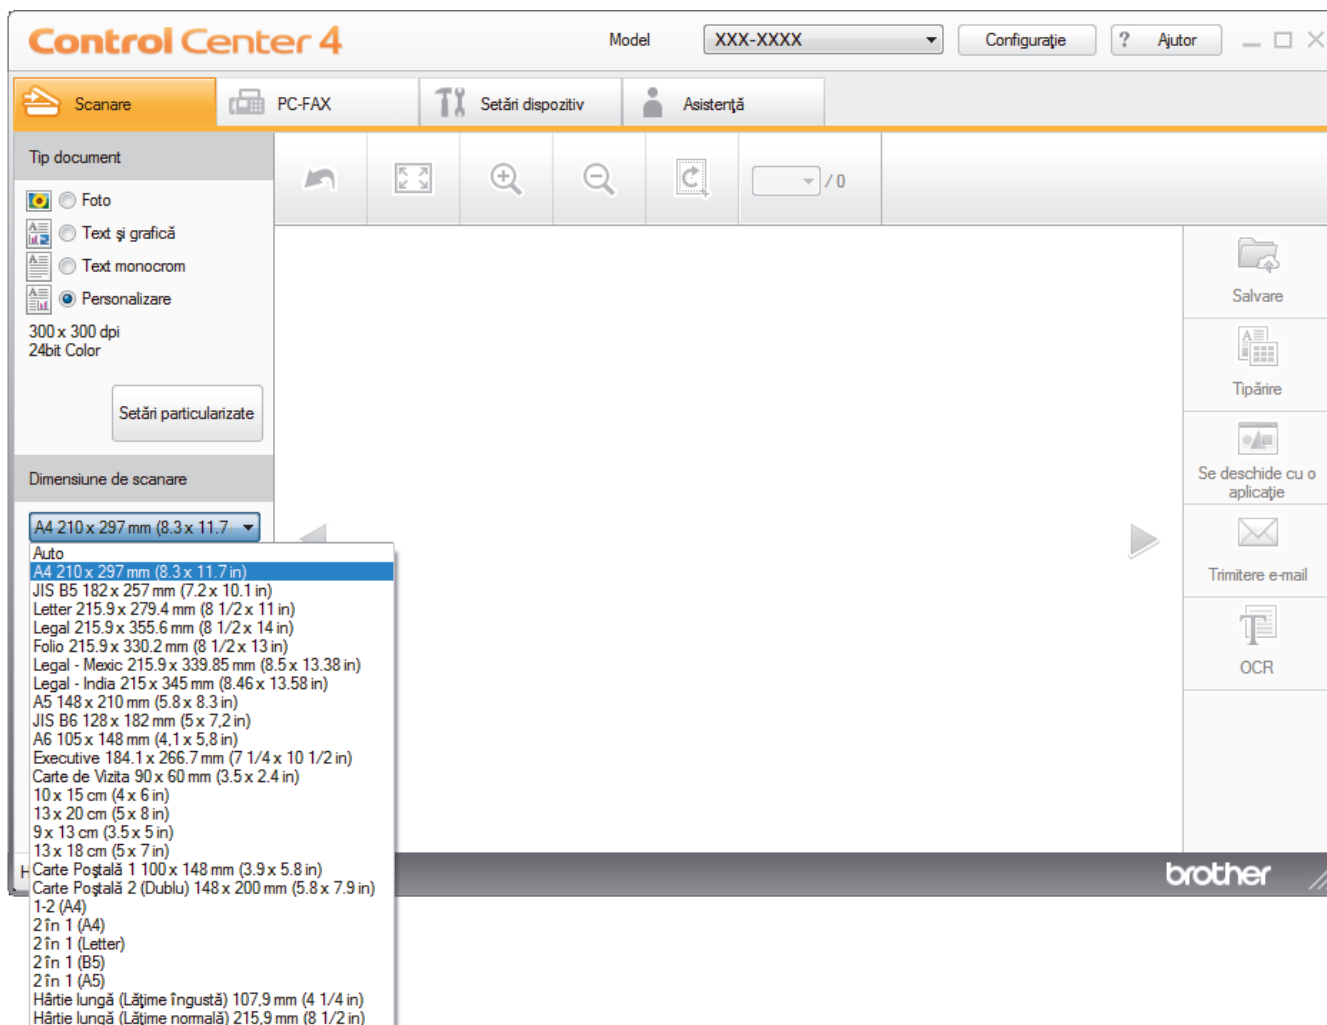 Control Center 4
Model
XXX-XXXX
Configuraţie
? Ajutor
Scanare
PC-FAX
Setări dispozitiv
Asistenţă
Tip document
Foto
Text şi grafică
Text monocrom
Personalizare
300 x 300 dpi
24bit Color
Setări particularizate
/ 0
Dimensiune de scanare
A4 210 x 297 mm (8.3 x 11.7
Auto
A4 210 x 297 mm (8.3 x 11.7 in)
JIS B5 182 x 257 mm (7.2 x 10.1 in)
Letter 215.9 x 279.4 mm (8 1/2 x 11 in)
Legal 215.9 x 355.6 mm (8 1/2 x 14 in)
Folio 215.9 x 330.2 mm (8 1/2 x 13 in)
Legal - Mexic 215.9 x 339.85 mm (8.5 x 13.38 in)
Legal - India 215 x 345 mm (8.46 x 13.58 in)
A5 148 x 210 mm (5.8 x 8.3 in)
JIS B6 128 x 182 mm (5 x 7,2 in)
A6 105 x 148 mm (4,1 x 5,8 in)
Executive 184.1 x 266.7 mm (7 1/4 x 10 1/2 in)
Carte de Vizita 90 x 60 mm (3.5 x 2.4 in)
10 x 15 cm (4 x 6 in)
13 x 20 cm (5 x 8 in)
9 x 13 cm (3.5 x 5 in)
13 x 18 cm (5 x 7 in)
Carte Poştală 1 100 x 148 mm (3.9 x 5.8 in)
Carte Poştală 2 (Dublu) 148 x 200 mm (5.8 x 7.9 in)
1-2 (A4)
2 în 1 (A4)
2 în 1 (Letter)
2 în 1 (B5)
2 în 1 (A5)
Hârtie lungă (Lăţime îngustă) 107,9 mm (4 1/4 in)
Hârtie lungă (Lăţime normală) 215,9 mm (8 1/2 in)
Salvare
Tipărire
Se deschide cu o
aplicaţie
Trimitere e-mail
OCR
brother